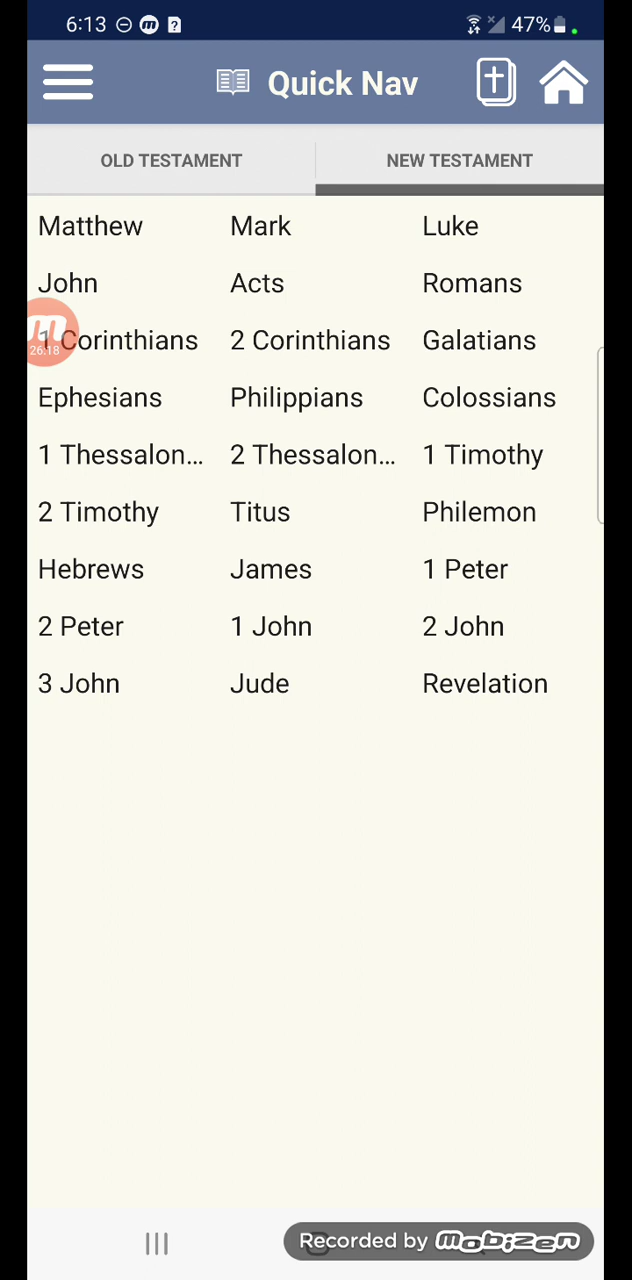 6:13 m ? 47%
Quick Nav
OLD TESTAMENT NEW TESTAMENT
Matthew Mark Luke
John Acts Romans
1 Corinthians 2 Corinthians Galatians
26:18
Ephesians Philippians Colossians
1 Thessalon... 2 Thessalon... 1 Timothy
2 Timothy Titus Philemon
Hebrews James 1 Peter
2 Peter 1 John 2 John
3 John Jude Revelation
Recorded by mobizen